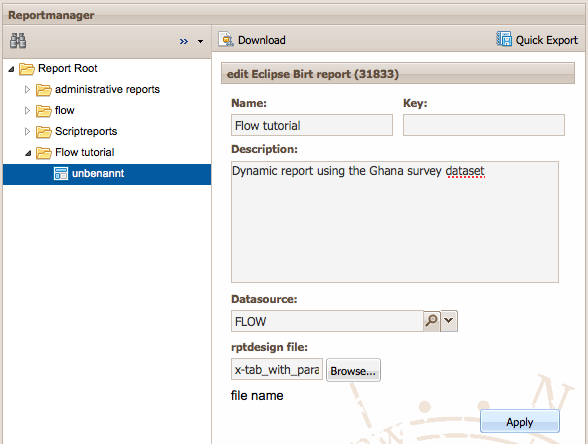 Reportmanager
» Download Quick Export
Report Root
administrative reports
flow
Scriptreports
Flow tutorial
unbenannt
edit Eclipse Birt report (31833)
Name: Key:
Flow tutorial
Description:
Dynamic report using the Ghana survey dataset
Datasource:
FLOW
rptdesign file:
x-tab_with_para Browse...
file name
N
Apply